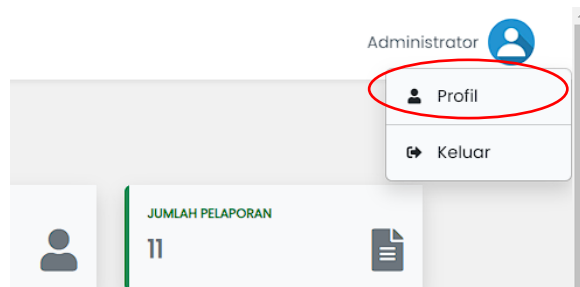 Administrator
Profil
Keluar
JUMLAH PELAPORAN
11